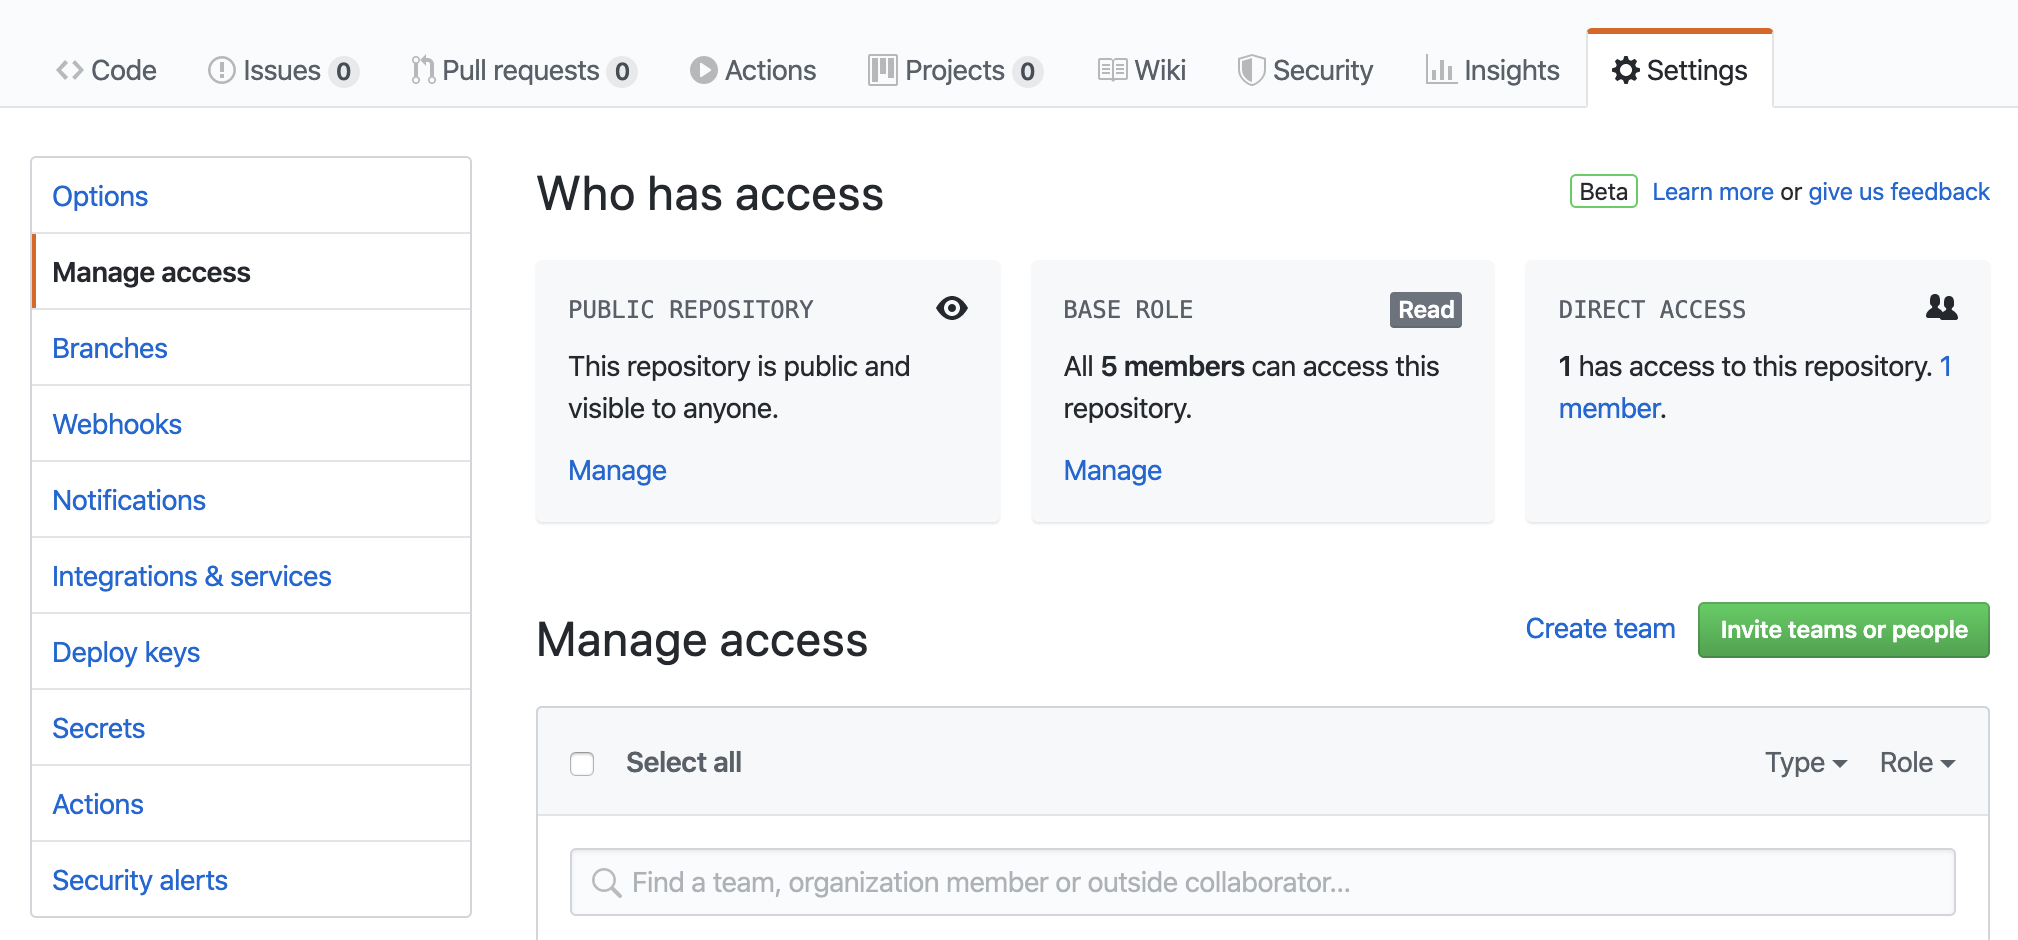 Code Issues 0 Pull requests 0 Actions Projects 0 Wiki Security Insights Settings
Options
Manage access
Branches
Webhooks
Notifications
Integrations & services
Deploy keys
Secrets
Actions
Security alerts
Who has access
Beta Learn more or give us feedback
PUBLIC REPOSITORY
This repository is public and
visible to anyone.
Manage
BASE ROLE Read
All 5 members can access this
repository.
Manage
DIRECT ACCESS
1 has access to this repository. 1
member.
Manage access
Create team Invite teams or people
Select all Type Role
Find a team, organization member or outside collaborator...